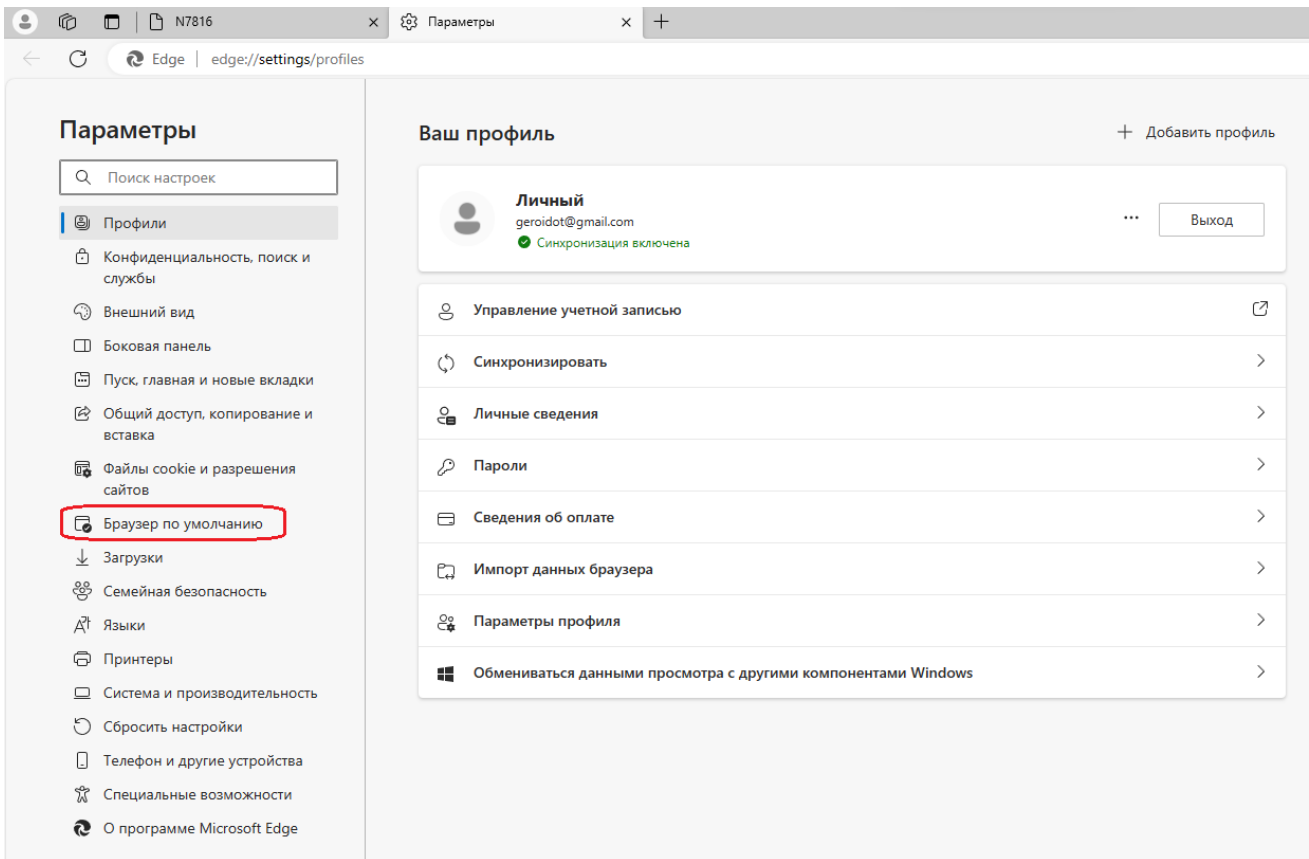 N7816
Параметры
Edge | edge://settings/profiles
Параметры
Поиск настроек
Профили
Конфиденциальность, поиск и
службы
Внешний вид
Боковая панель
Пуск, главная и новые вкладки
Общий доступ, копирование и
вставка
Файлы cookie и разрешения
сайтов
Браузер по умолчанию
Загрузки
Семейная безопасность
Языки
Принтеры
Система и производительность
Сбросить настройки
Телефон и другие устройства
Специальные возможности
О программе Microsoft Edge
Ваш профиль
Добавить профиль
Личный
geroidot@gmail.com
Синхронизация включена
Выход
Управление учетной записью
Синхронизировать
Личные сведения
Пароли
Сведения об оплате
Импорт данных браузера
Параметры профиля
Обмениваться данными просмотра с другими компонентами Windows